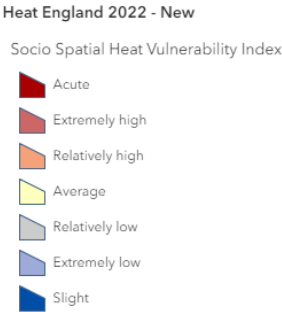 Heat England 2022 - New
Socio Spatial Heat Vulnerability Index
Acute
Extremely high
Relatively high
Average
Relatively low
Extremely low
Slight